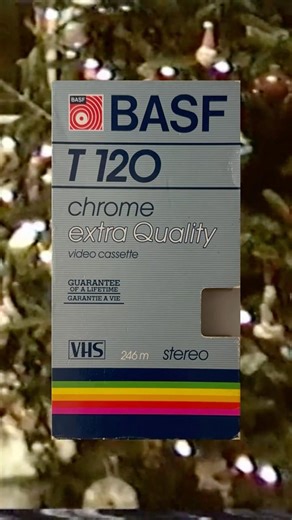 BASF
BASF
T 120
chrome
extra Quality
video cassette
GUARANTEE
OF A LIFETIME
GARANTIE A VIE
VHS 246 m stereo